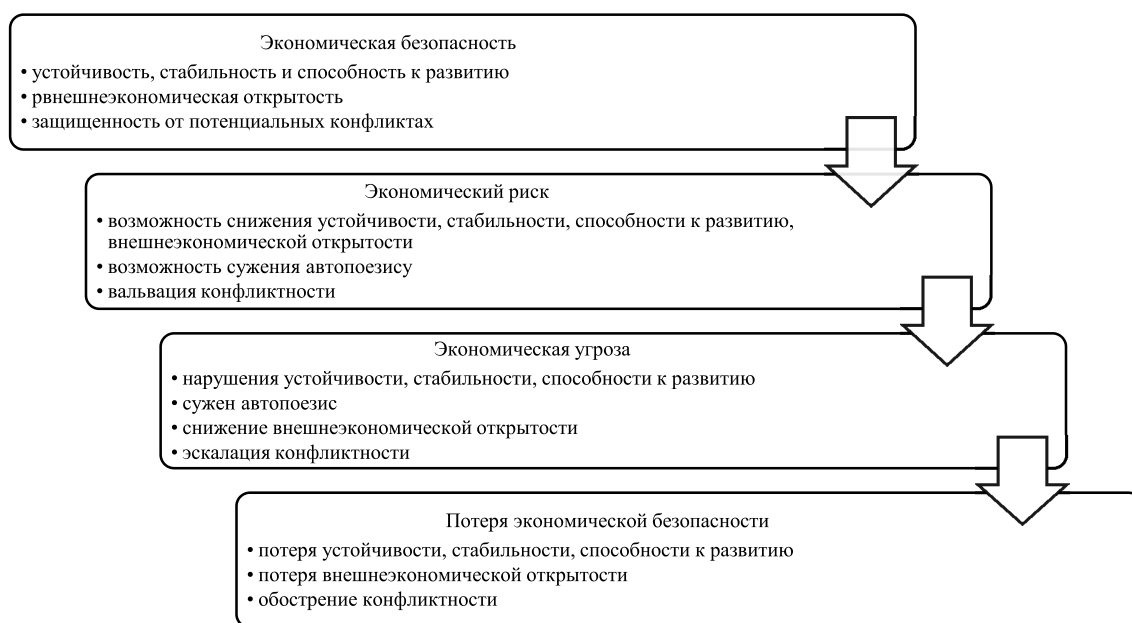 Экономическая безопасность
• устойчивость, стабильность и способность к развитию
• рвнешнеэкономическая открытость
• защищенность от потенциальных конфликтах
Экономический риск
• возможность снижения устойчивости, стабильности, способности к развитию,
внешнеэкономической открытости
• возможность сужения автопоезису
• вальвация конфликтности
Экономическая угроза
• нарушения устойчивости, стабильности, способности к развитию
• сужен автопоезис
• снижение внешнеэкономической открытости
• эскалация конфликтности
Потеря экономической безопасности
• потеря устойчивости, стабильности, способности к развитию
• потеря внешнеэкономической открытости
• обострение конфликтности